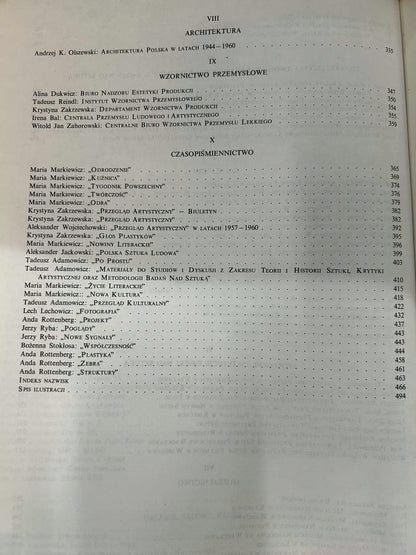 VIII
ARCHITEKTURA
Andrzej K. Olszewski: Architektura Polska w latach 1944—1960 335
IX
WZORNICTWO PRZEMYSŁOWE
Alina Dukwicz: Biuro Nadzoru Estetyki Produkcji 347
Tadeusz Reindl: Instytut Wzornictwa Przemysłowego 350
Krystyna Zakrzewska: Departament Wzornictwa Produkcji 354
Irena Bal: Centrala Przemysłu Ludowego i Artystycznego 355
Witold Jan Zaborowski: Centralne Biuro Wzornictwa Przemysłu Lekkiego 359
X
CZASOPIŚMIENNICTWO
Maria Markiewicz: „Odrodzenie” 365
Maria Markiewicz: „Kuźnica” 369
Maria Markiewicz: „Tygodnik Powszechny” 374
Maria Markiewicz: „Twórczość” 376
Maria Markiewicz: „Odra” 379
Krystyna Zakrzewska: „Przegląd Artystyczny” — Biuletyn 382
Krystyna Zakrzewska: „Przegląd Artystyczny” 382
Aleksander Wojciechowski: „Przegląd Artystyczny” w latach 1957—1960 392
Krystyna Zakrzewska: „Głos Plastyków” 395
Maria Markiewicz: „Nowiny Literackie” 396
Aleksander Jackowski: „Polska Sztuka Ludowa” 399
Tadeusz Adamowicz: „Po Prostu” 403
Tadeusz Adamowicz: „Materiały do Studiów i Dyskusji z Zakresu Teorii i Historii Sztuki, Krytyki
Artystycznej oraz Metodologii Badań nad Sztuką” 410
Maria Markiewicz: „Życie Literackie” 415
Maria Markiewicz:: „Nowa Kultura” 418
Tadeusz Adamowicz: „Przegląd Kulturalny” 422
Lech Lechowicz: „Fotografia” 432
Anda Rottenberg: „Projekt” 437
Jerzy Ryba: „Poglądy” 441
Jerzy Ryba: „Nowe Sygnały” 442
Bożenna Stokłosa: „Współczesność” 444
Anda Rottenberg: „Plastyka” 458
Anda Rottenberg: „Zebra” 461
Anda Rottenberg: „Struktury” 463
Indeks nazwisk 466
Spis ilustracji 494